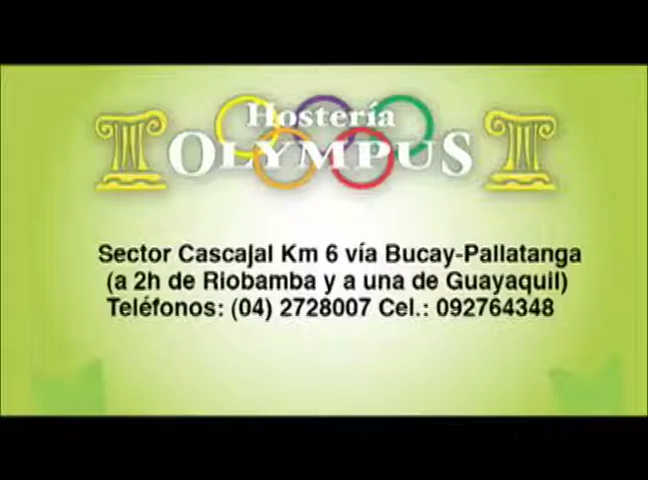 Hostería
OLYMPUS
Sector Cascajal Km 6 vía Bucay-Pallatanga
(a 2h de Riobamba y a una de Guayaquil)
Teléfonos: (04) 2728007 Cel.: 092764348